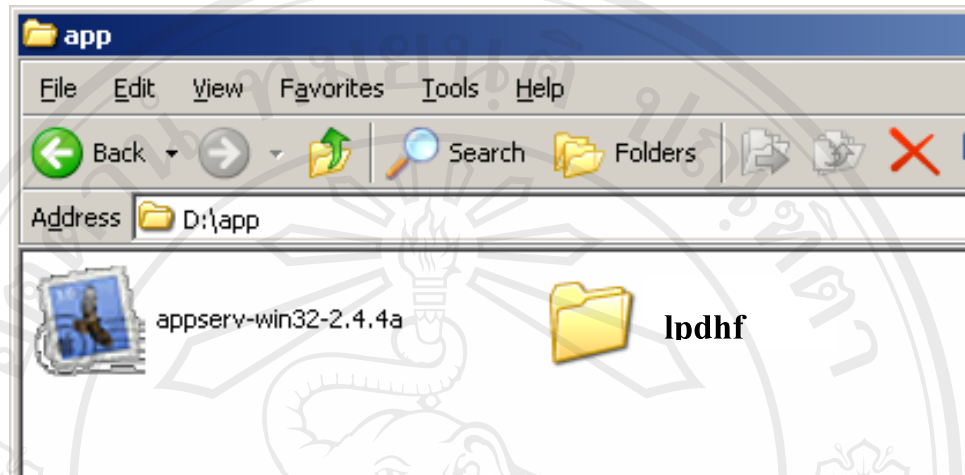 app
File Edit View Favorites Tools Help
Back Search Folders
Address D:\app
appserv-win32-2.4.4a lpdhf